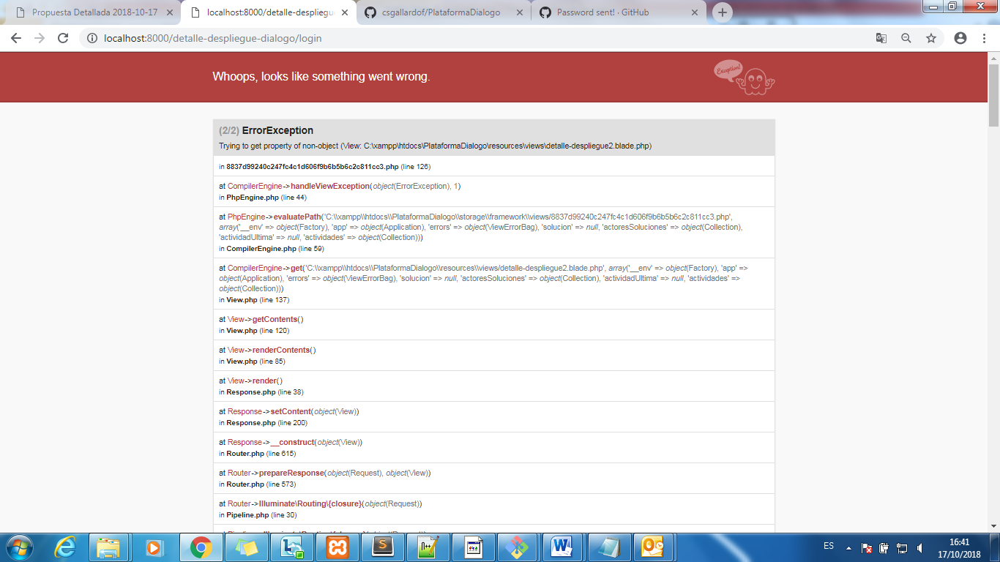 Propuesta Detallada 2018-10-17
localhost:8000/detalle-despliegue
csgallardof/PlataformaDialogo
Password sent! · GitHub
localhost:8000/detalle-despliegue-dialogo/login
Whoops, looks like something went wrong.
Exception!
(2/2) ErrorException
Trying to get property of non-object (View: C:\xampp\htdocs\PlataformaDialogo\resources\views\detalle-despliegue2.blade.php)
in 8837d99240c247fc4c1d606f9b6b5b6c2c811cc3.php (line 126)
at CompilerEngine->handleViewException(object(ErrorException), 1)
in PhpEngine.php (line 44)
at PhpEngine->evaluatePath('C:\\xampp\\htdocs\\PlataformaDialogo\\storage\\framework\\views/8837d99240c247fc4c1d606f9b6b5b6c2c811cc3.php',
array('__env' => object(Factory), 'app' => object(Application), 'errors' => object(ViewErrorBag), 'solucion' => null, 'actoresSoluciones' => object(Collection),
'actividadUltima' => null, 'actividades' => object(Collection)))
in CompilerEngine.php (line 59)
at CompilerEngine->get('C:\\xampp\\htdocs\\PlataformaDialogo\\resources\\views/detalle-despliegue2.blade.php', array('__env' => object(Factory), 'app' =>
object(Application), 'errors' => object(ViewErrorBag), 'solucion' => null, 'actoresSoluciones' => object(Collection), 'actividadUltima' => null, 'actividades' =>
object(Collection)))
in View.php (line 137)
at View->getContents()
in View.php (line 120)
at View->renderContents()
in View.php (line 85)
at View->render()
in Response.php (line 38)
at Response->setContent(object(View))
in Response.php (line 200)
at Response->__construct(object(View))
in Router.php (line 615)
at Router->prepareResponse(object(Request), object(View))
in Router.php (line 573)
at Router->Illuminate\Routing\{closure}(object(Request))
in Pipeline.php (line 30)
ES
16:41
17/10/2018